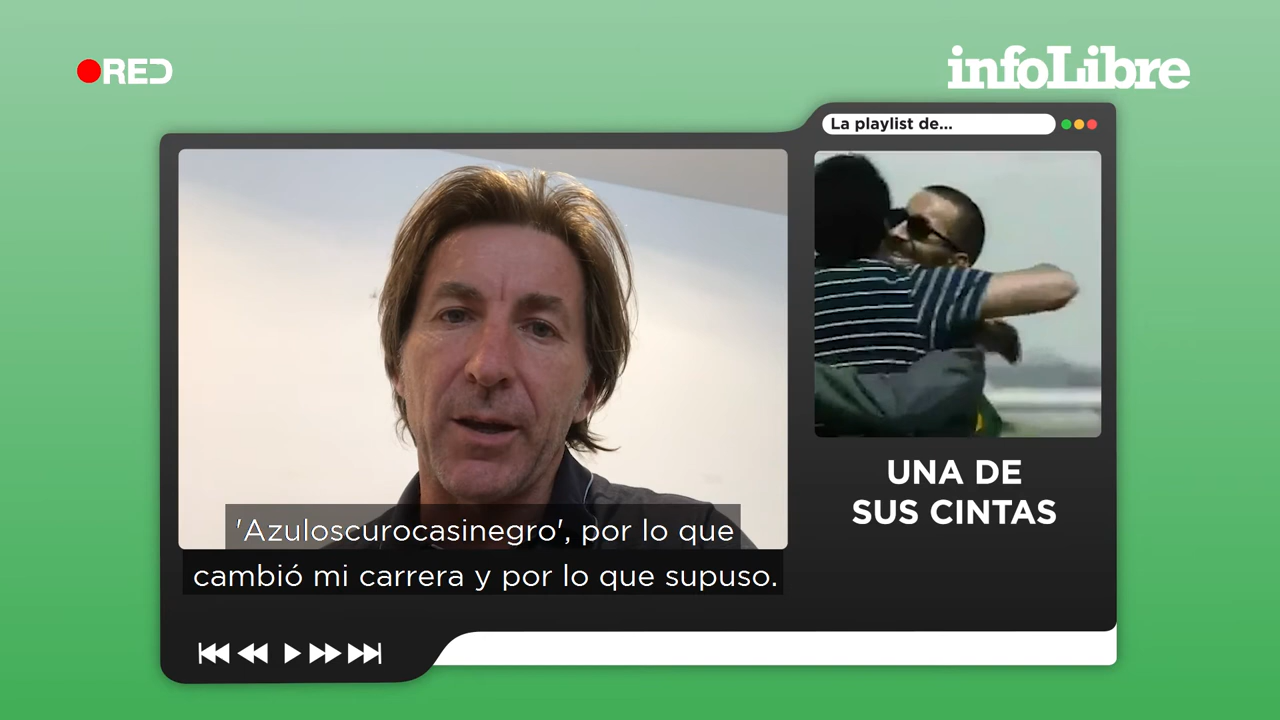 RED
infoLibre
La playlist de...
UNA DE
SUS CINTAS
'Azuloscurocasinegro', por lo que
cambió mi carrera y por lo que supuso.